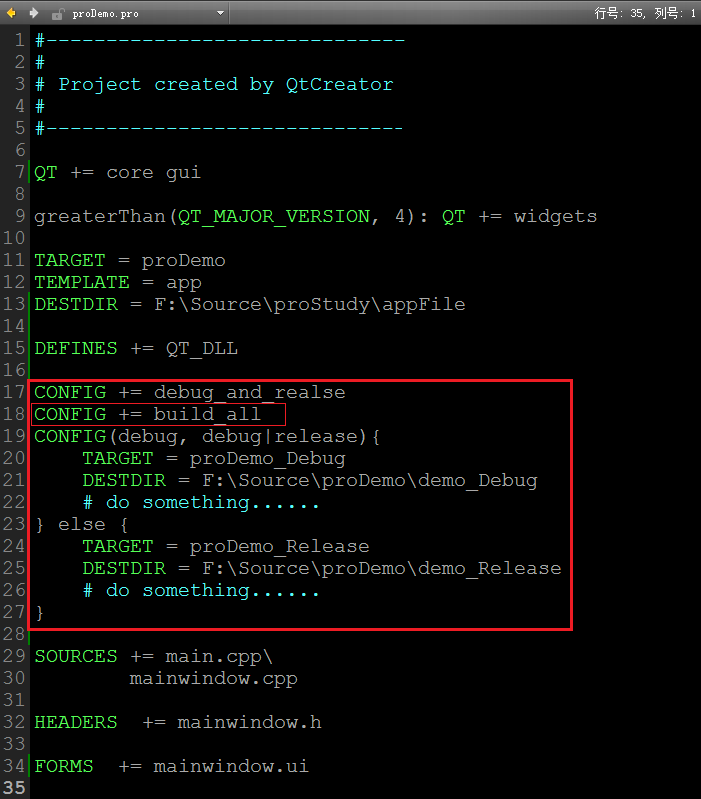 proDemo.pro 行号: 35, 列号: 1
1 #------------------------------
2 #
3 # Project created by QtCreator
4 #
5 #------------------------------
6
7 QT += core gui
8
9 greaterThan(QT_MAJOR_VERSION, 4): QT += widgets
10
11 TARGET = proDemo
12 TEMPLATE = app
13 DESTDIR = F:\Source\proStudy\appFile
14
15 DEFINES += QT_DLL
16
17 CONFIG += debug_and_realse
18 CONFIG += build_all
19 CONFIG(debug, debug|release){
20     TARGET = proDemo_Debug
21     DESTDIR = F:\Source\proDemo\demo_Debug
22     # do something......
23 } else {
24     TARGET = proDemo_Release
25     DESTDIR = F:\Source\proDemo\demo_Release
26     # do something......
27 }
28
29 SOURCES += main.cpp\
30         mainwindow.cpp
31
32 HEADERS  += mainwindow.h
33
34 FORMS  += mainwindow.ui
35